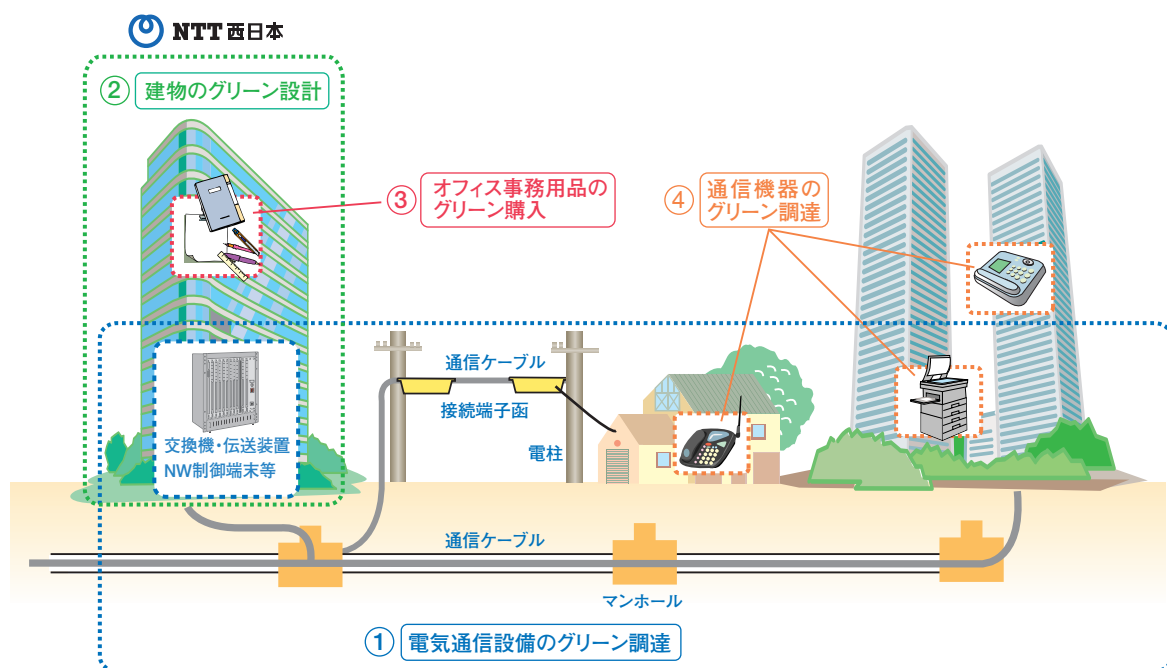 NTT西日本
② 建物のグリーン設計
③ オフィス事務用品の
グリーン購入
④ 通信機器の
グリーン調達
通信ケーブル
接続端子函
電柱
交換機・伝送装置
NW制御端末等
通信ケーブル
マンホール
① 電気通信設備のグリーン調達